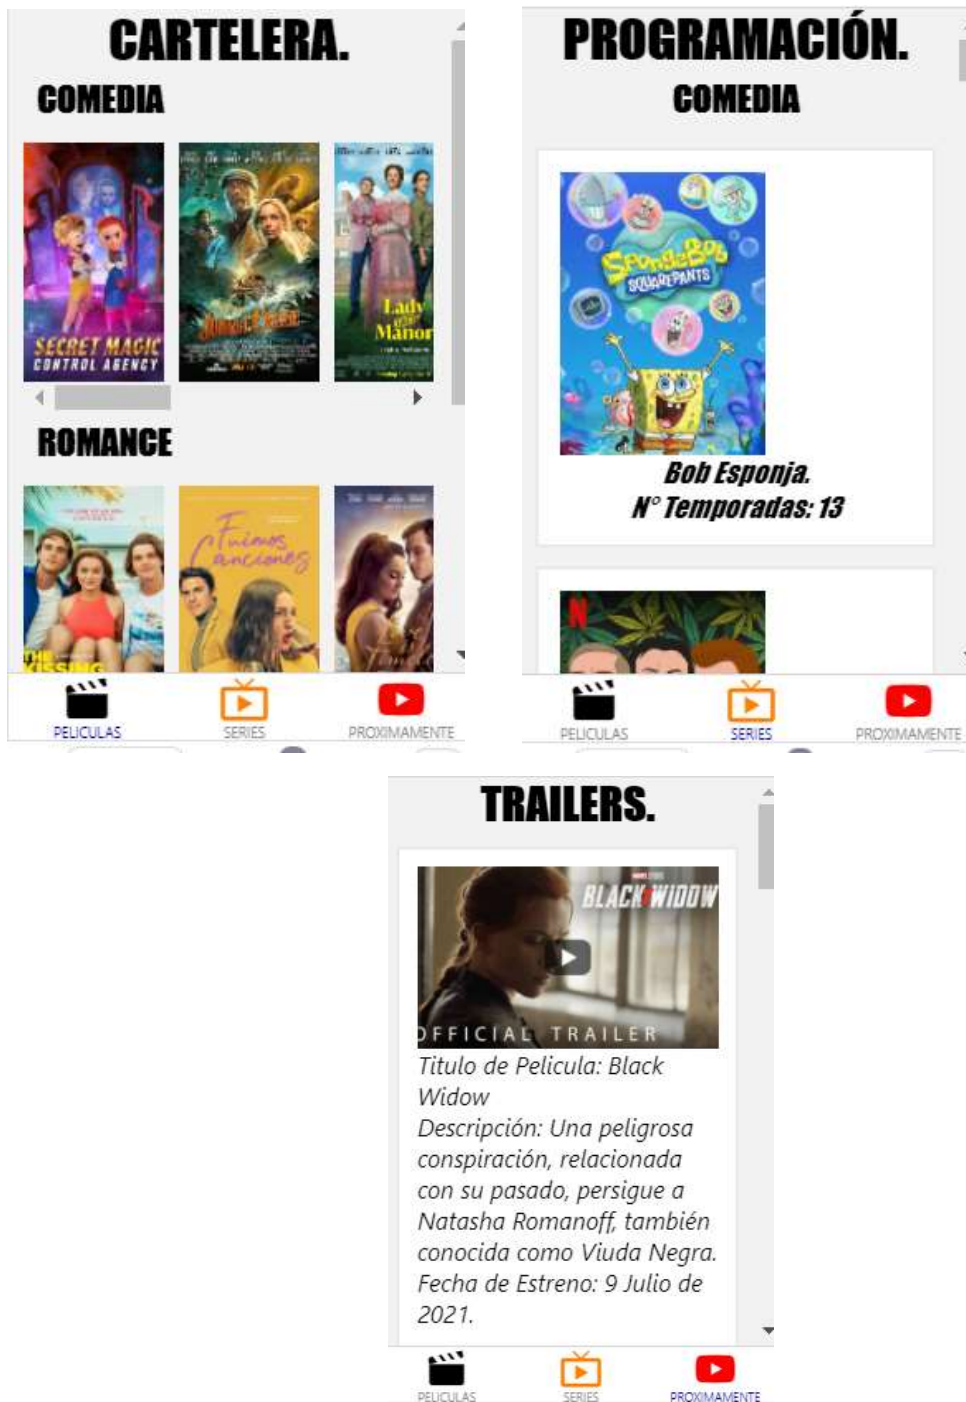 CARTELERA.
COMEDIA
SECRET MAGIC
CONTROL AGENCY
Lady
Manor
ROMANCE
THE
KISSING
Fuimos
Canciones
PELICULAS
SERIES
PROXIMAMENTE
PROGRAMACIÓN.
COMEDIA
SpongeBob
SQUAREPANTS
Bob Esponja.
N° Temporadas: 13
N
PELICULAS
SERIES
PROXIMAMENTE
TRAILERS.
BLACK WIDOW
OFFICIAL TRAILER
Titulo de Pelicula: Black
Widow
Descripción: Una peligrosa
conspiración, relacionada
con su pasado, persigue a
Natasha Romanoff, también
conocida como Viuda Negra.
Fecha de Estreno: 9 Julio de
2021.
PELICULAS
SERIES
PROXIMAMENTE